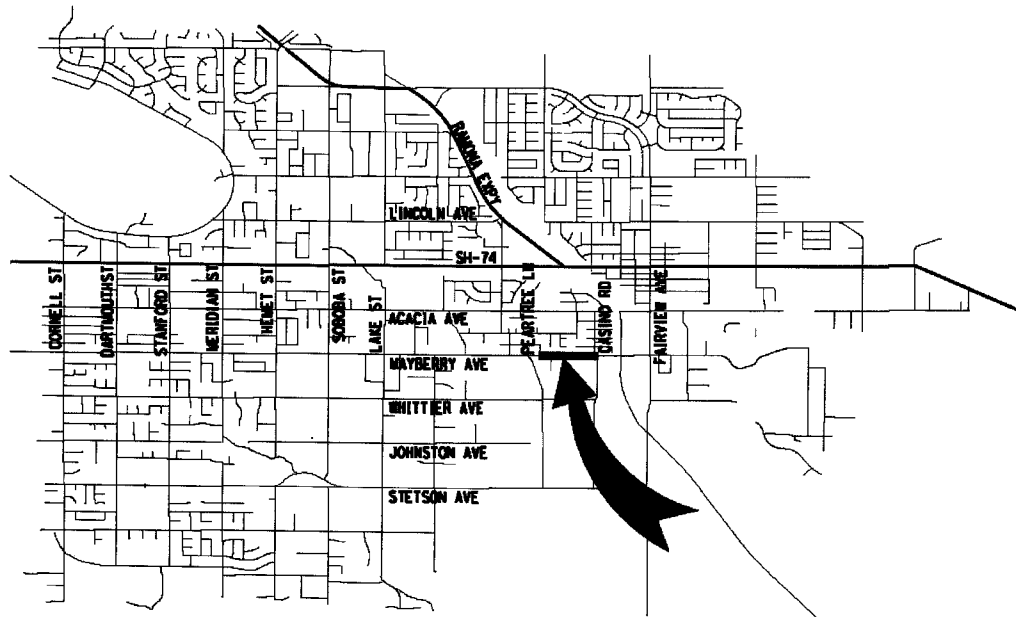 RAMONA EXPY
LINCOLN AVE
SH-74
CORNELL ST
DARTMOUTH ST
STANFORD ST
MERIDIAN ST
HEMET ST
SOBOBA ST
LAKE ST
ACACIA AVE
PEARTREE LN
CASINO RD
FAIRVIEW AVE
MAYBERRY AVE
WHITTIER AVE
JOHNSTON AVE
STETSON AVE